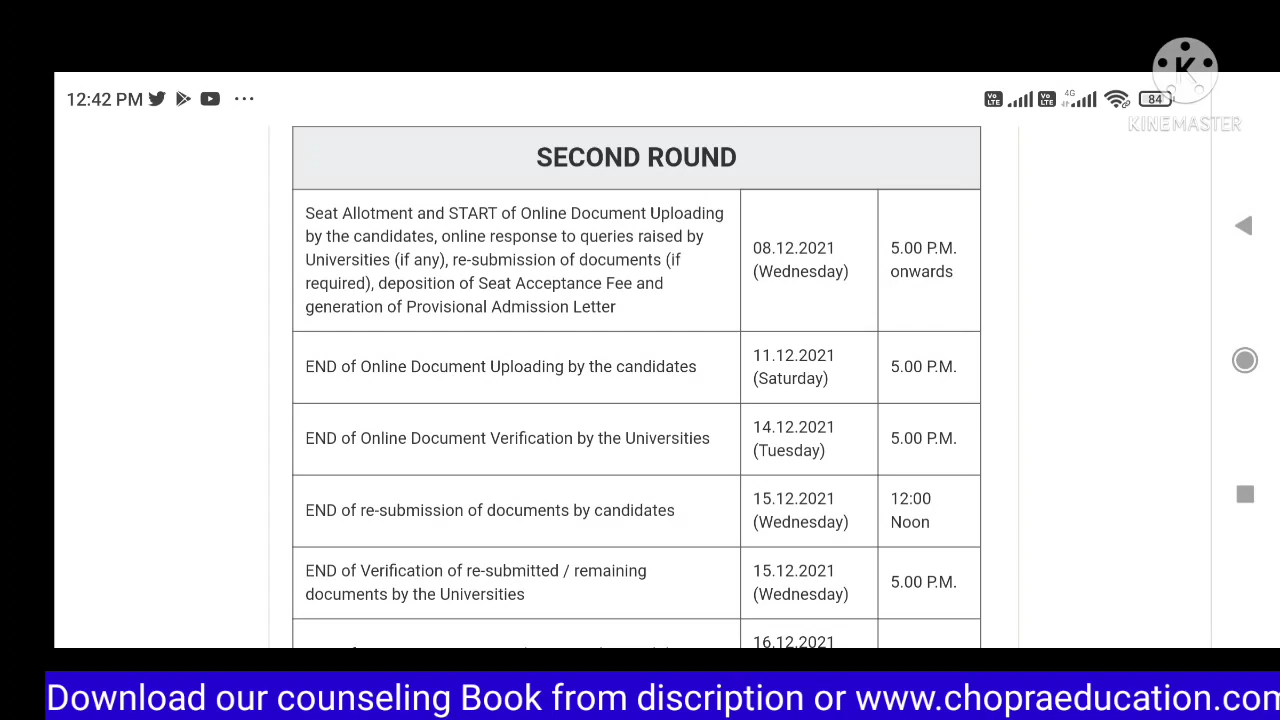 12:42 PM
Vo LTE
Vo LTE
4G
84
K
KINEMASTER
SECOND ROUND
Seat Allotment and START of Online Document Uploading
by the candidates, online response to queries raised by
Universities (if any), re-submission of documents (if
required), deposition of Seat Acceptance Fee and
generation of Provisional Admission Letter
08.12.2021
(Wednesday)
5.00 P.M.
onwards
END of Online Document Uploading by the candidates
11.12.2021
(Saturday)
5.00 P.M.
END of Online Document Verification by the Universities
14.12.2021
(Tuesday)
5.00 P.M.
END of re-submission of documents by candidates
15.12.2021
(Wednesday)
12:00
Noon
END of Verification of re-submitted / remaining
documents by the Universities
15.12.2021
(Wednesday)
5.00 P.M.
16.12.2021
Download our counseling Book from discription or www.chopraeducation.com